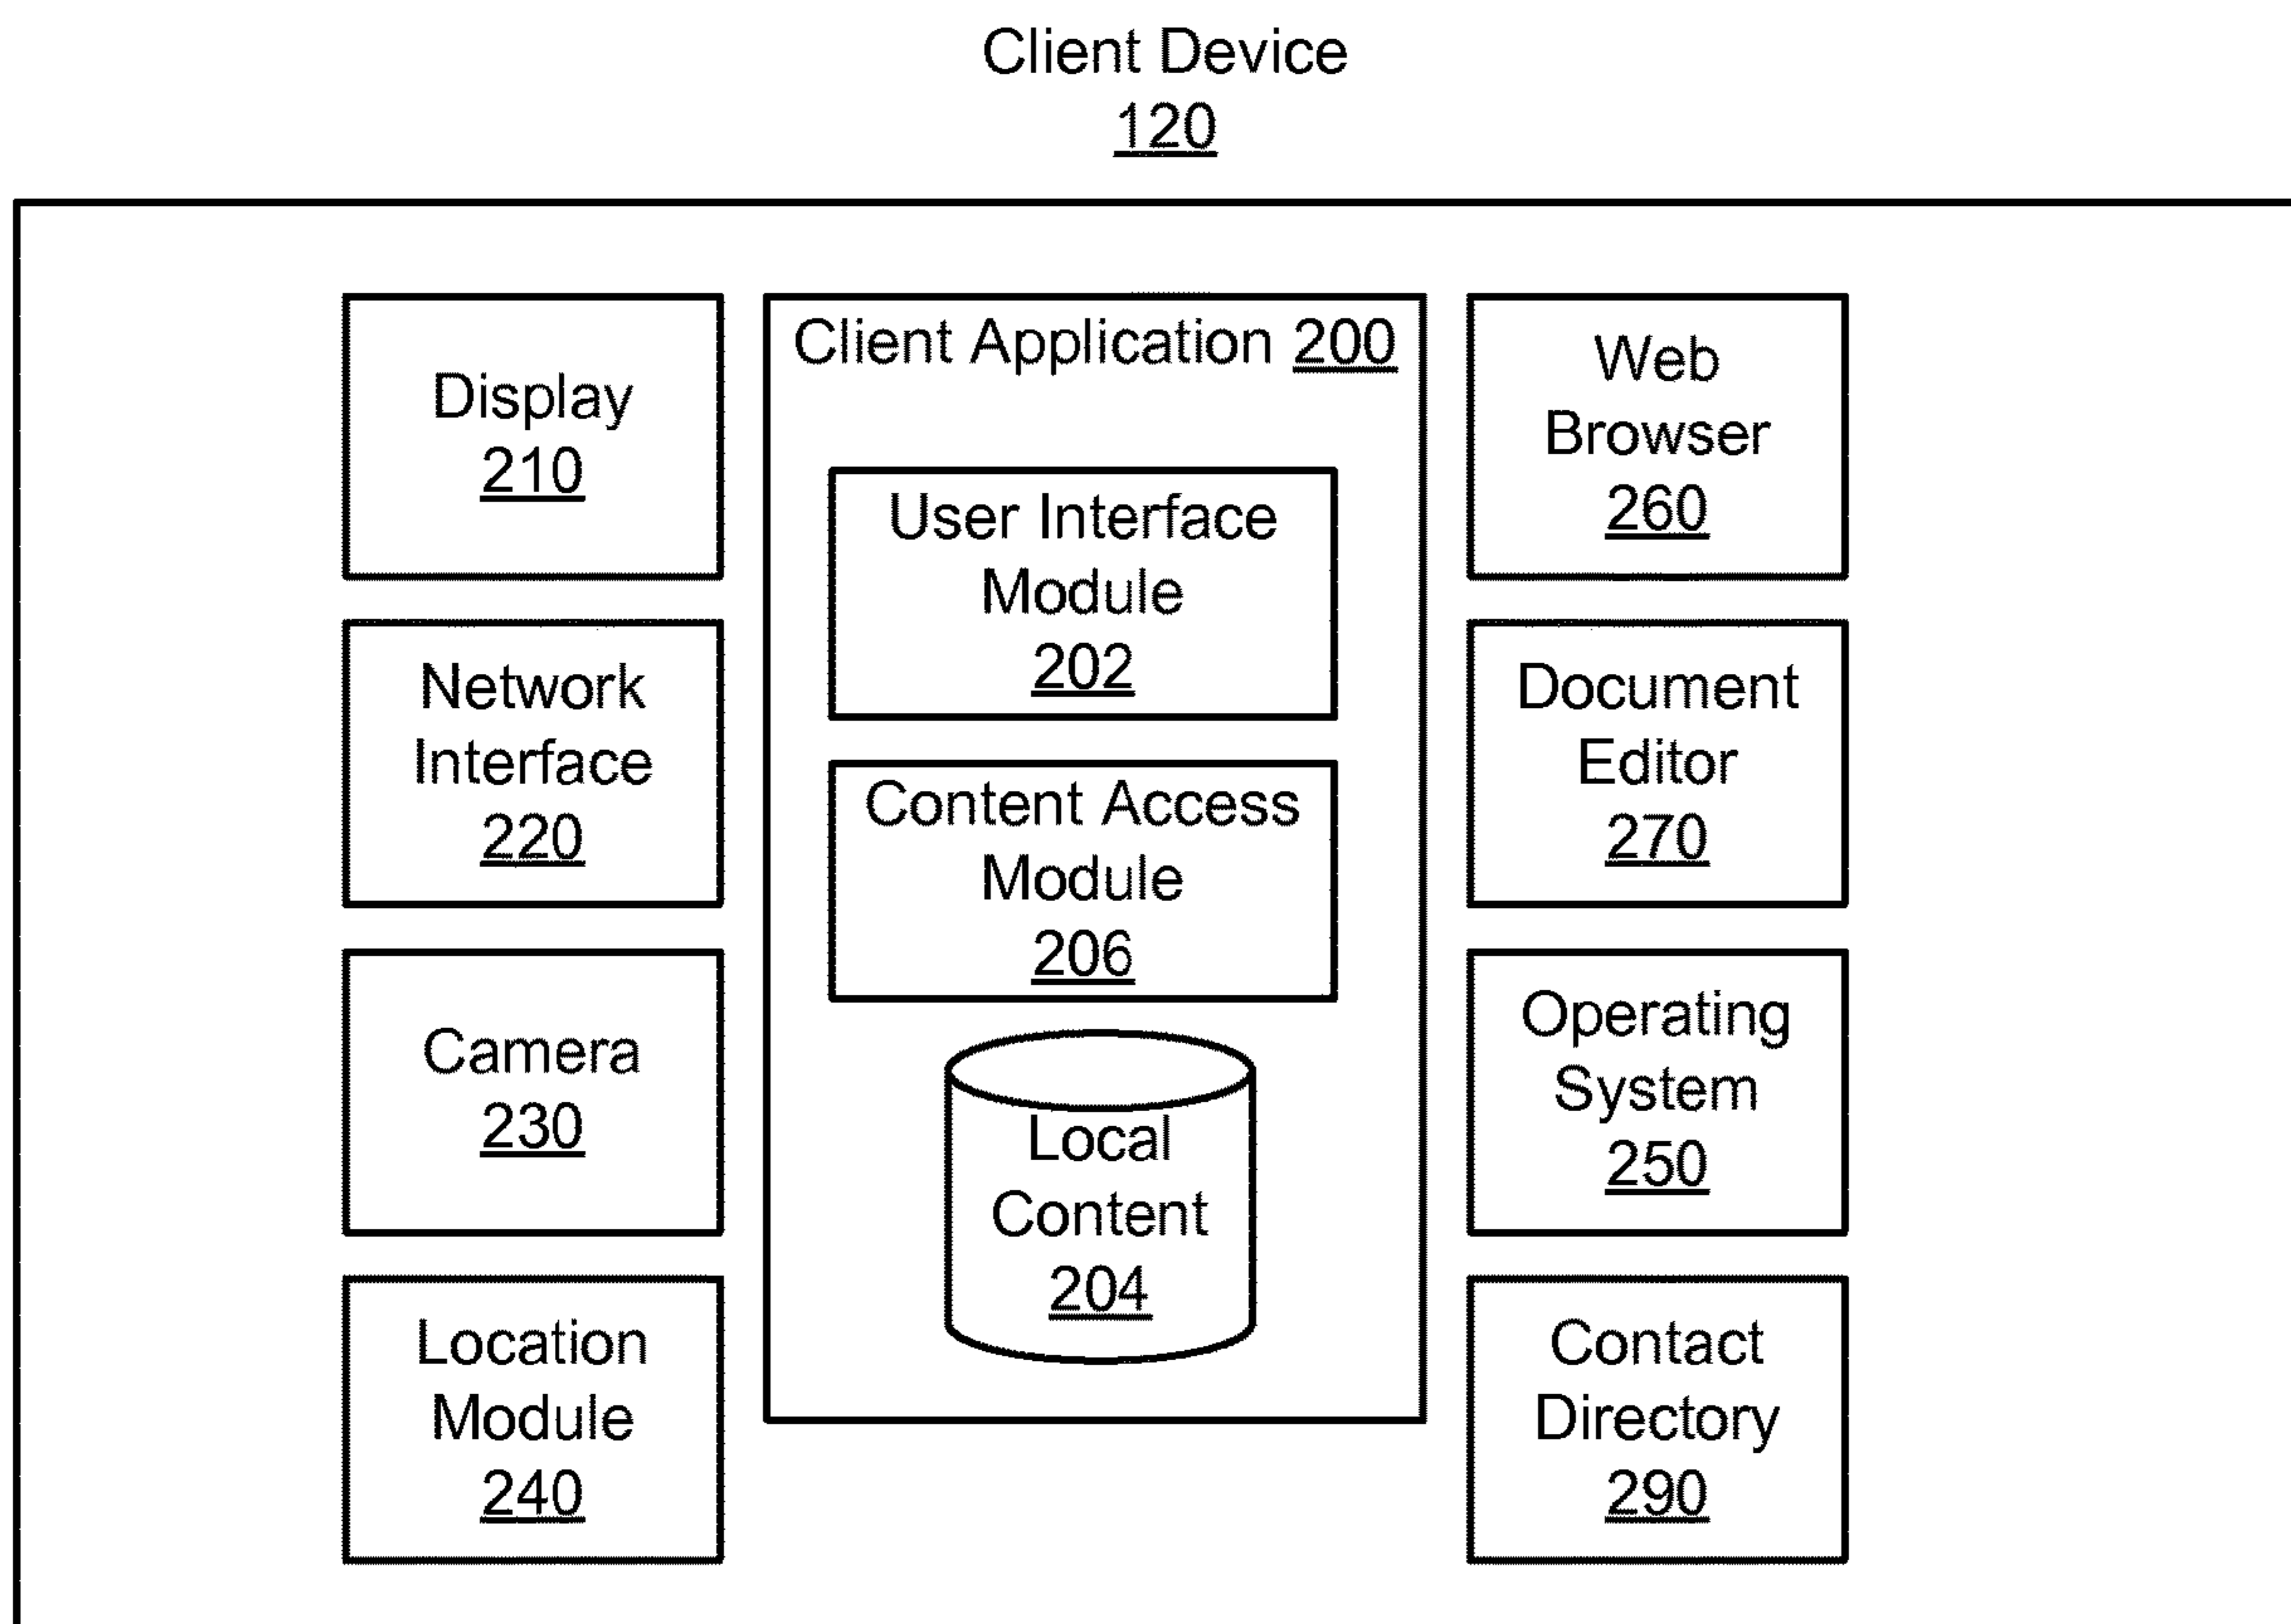 Client Device
120
Display
210
Network
Interface
220
Camera
230
Location
Module
240
Client Application 200
User Interface
Module
202
Content Access
Module
206
Local
Content
204
Web
Browser
260
Document
Editor
270
Operating
System
250
Contact
Directory
290